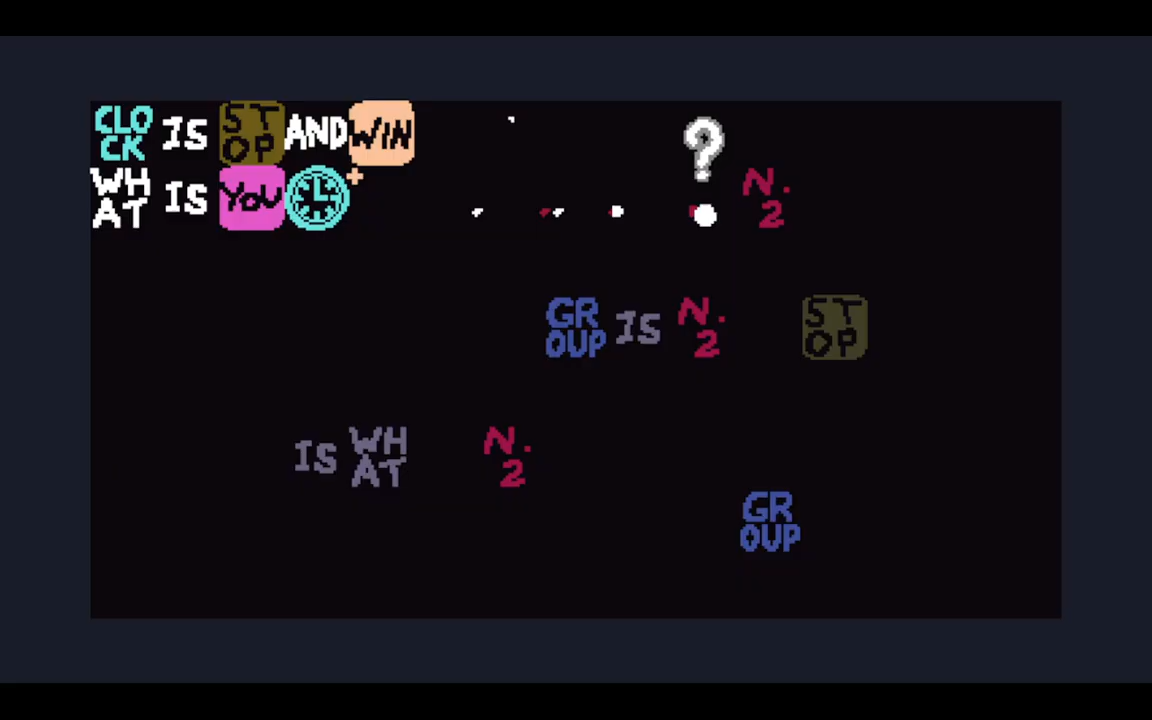 CLOCK IS STOP AND WIN
WHAT IS YOU
?
N.2
GROUP IS N.2 STOP
IS WHAT N.2
GROUP